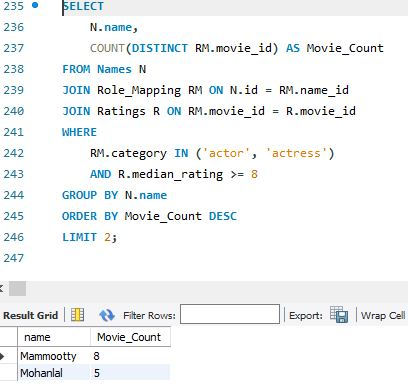 235 SELECT
236 N.name,
237 COUNT(DISTINCT RM.movie_id) AS Movie_Count
238 FROM Names N
239 JOIN Role_Mapping RM ON N.id = RM.name_id
240 JOIN Ratings R ON RM.movie_id = R.movie_id
241 WHERE
242 RM.category IN ('actor', 'actress')
243 AND R.median_rating >= 8
244 GROUP BY N.name
245 ORDER BY Movie_Count DESC
246 LIMIT 2;
247
Result Grid Filter Rows: Export: Wrap Cell
name Movie_Count
Mammootty 8
Mohanlal 5